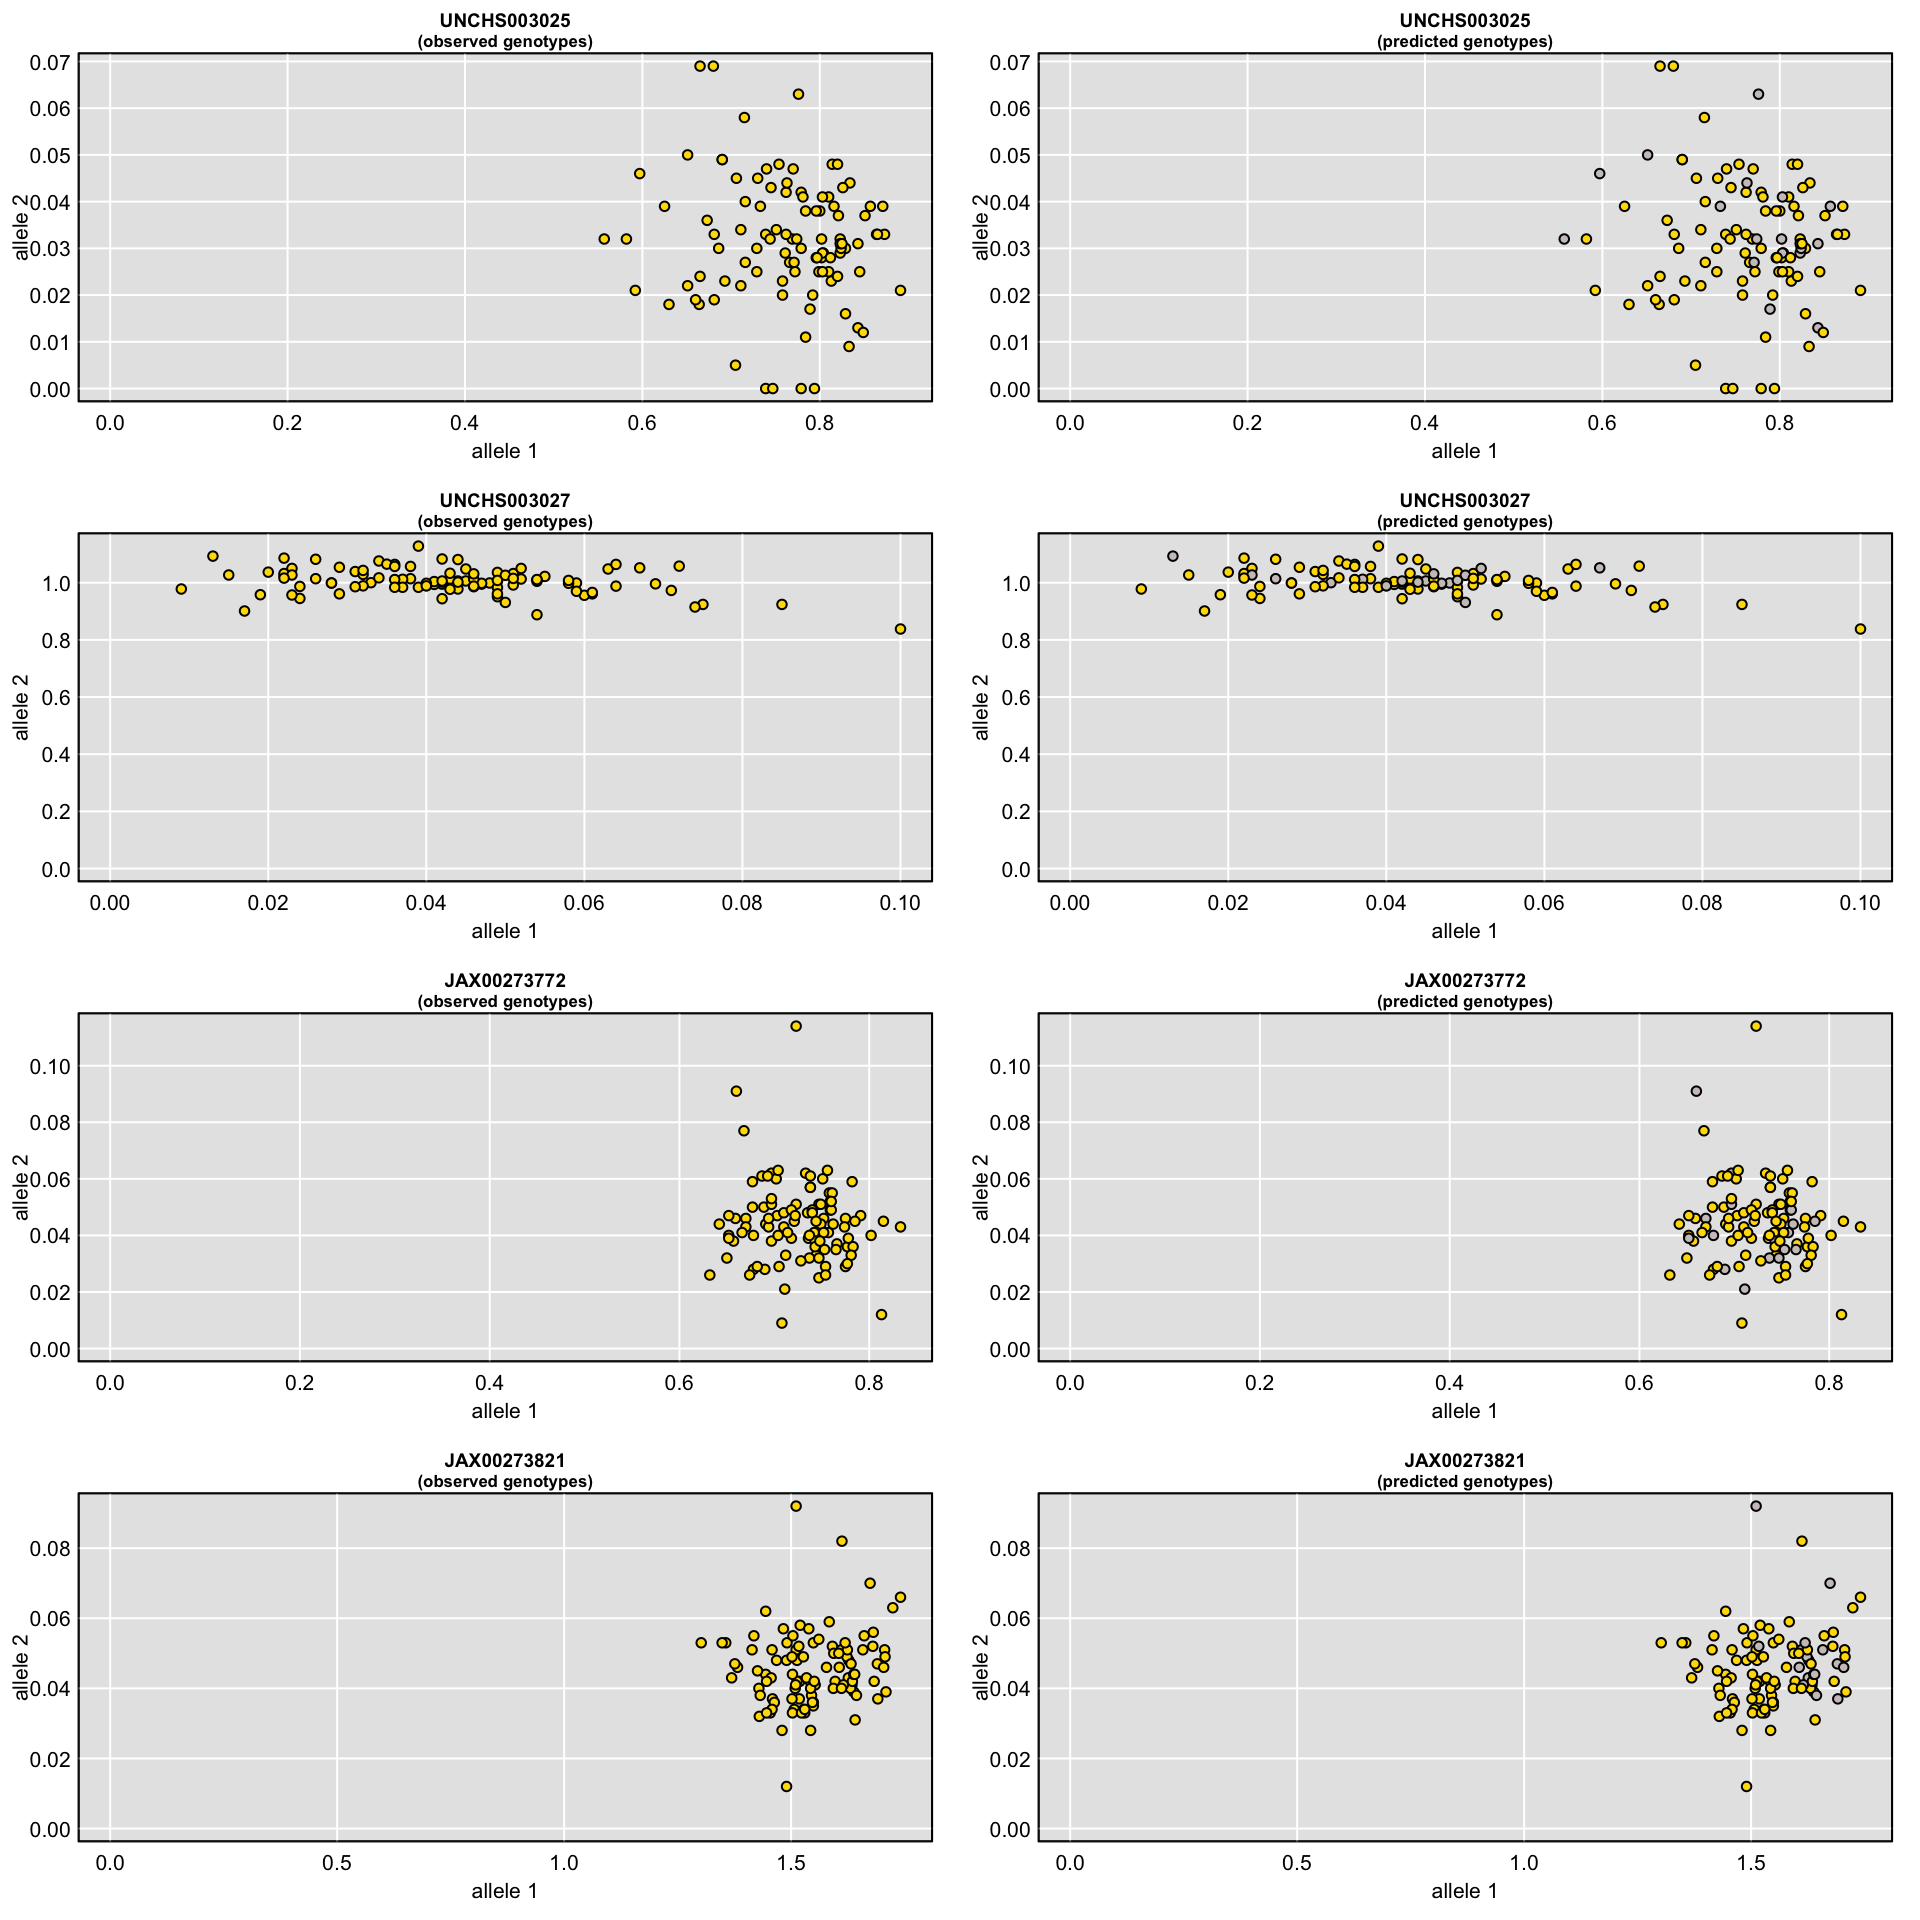 UNCHS003025
(observed genotypes)
0.07
0.06
0.05
0.04
0.03
0.02
0.01
0.00
allele 2
0.0 0.2 0.4 0.6 0.8
allele 1
UNCHS003025
(predicted genotypes)
0.07
0.06
0.05
0.04
0.03
0.02
0.01
0.00
allele 2
0.0 0.2 0.4 0.6 0.8
allele 1
UNCHS003027
(observed genotypes)
1.0
0.8
0.6
0.4
0.2
0.0
allele 2
0.00 0.02 0.04 0.06 0.08 0.10
allele 1
UNCHS003027
(predicted genotypes)
1.0
0.8
0.6
0.4
0.2
0.0
allele 2
0.00 0.02 0.04 0.06 0.08 0.10
allele 1
JAX00273772
(observed genotypes)
0.10
0.08
0.06
0.04
0.02
0.00
allele 2
0.0 0.2 0.4 0.6 0.8
allele 1
JAX00273772
(predicted genotypes)
0.10
0.08
0.06
0.04
0.02
0.00
allele 2
0.0 0.2 0.4 0.6 0.8
allele 1
JAX00273821
(observed genotypes)
0.08
0.06
0.04
0.02
0.00
allele 2
0.0 0.5 1.0 1.5
allele 1
JAX00273821
(predicted genotypes)
0.08
0.06
0.04
0.02
0.00
allele 2
0.0 0.5 1.0 1.5
allele 1